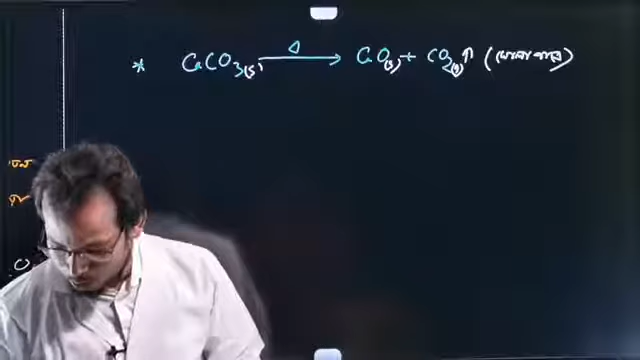 * CaCO₃(s) —Δ→ CaO(s) + CO₂(g)↑ (খোলা পাত্রে)